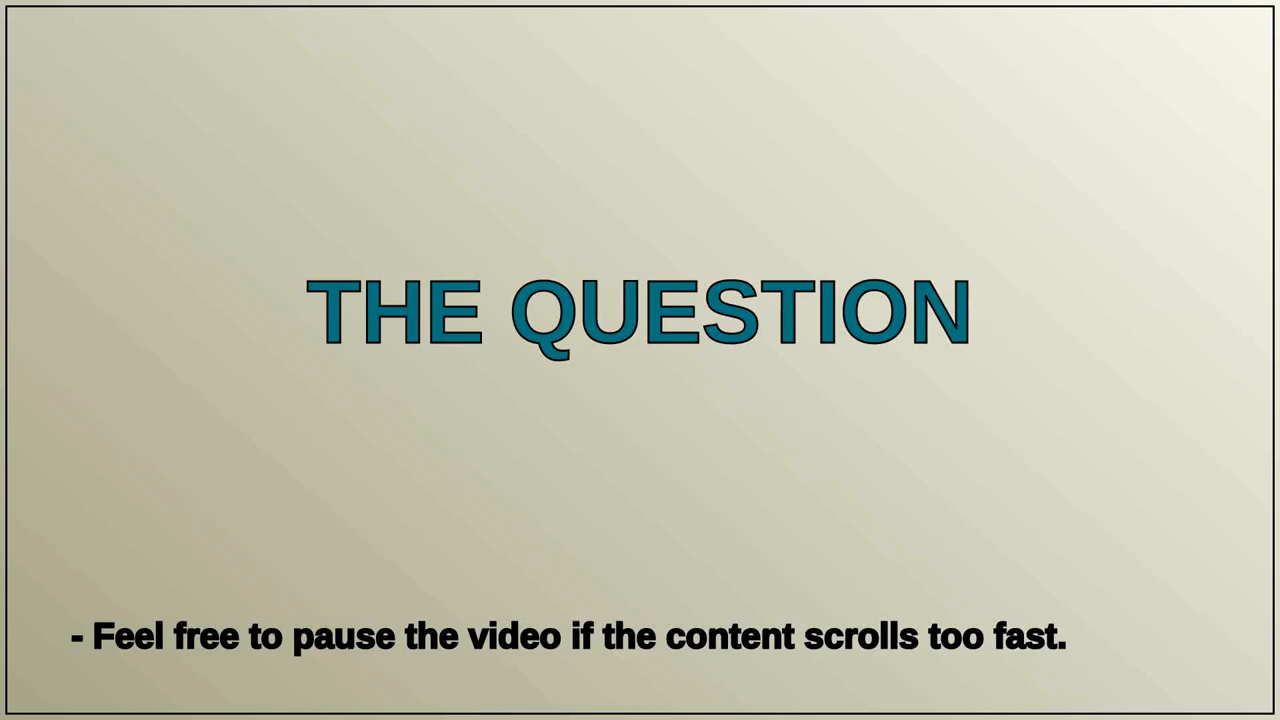 THE QUESTION
- Feel free to pause the video if the content scrolls too fast.